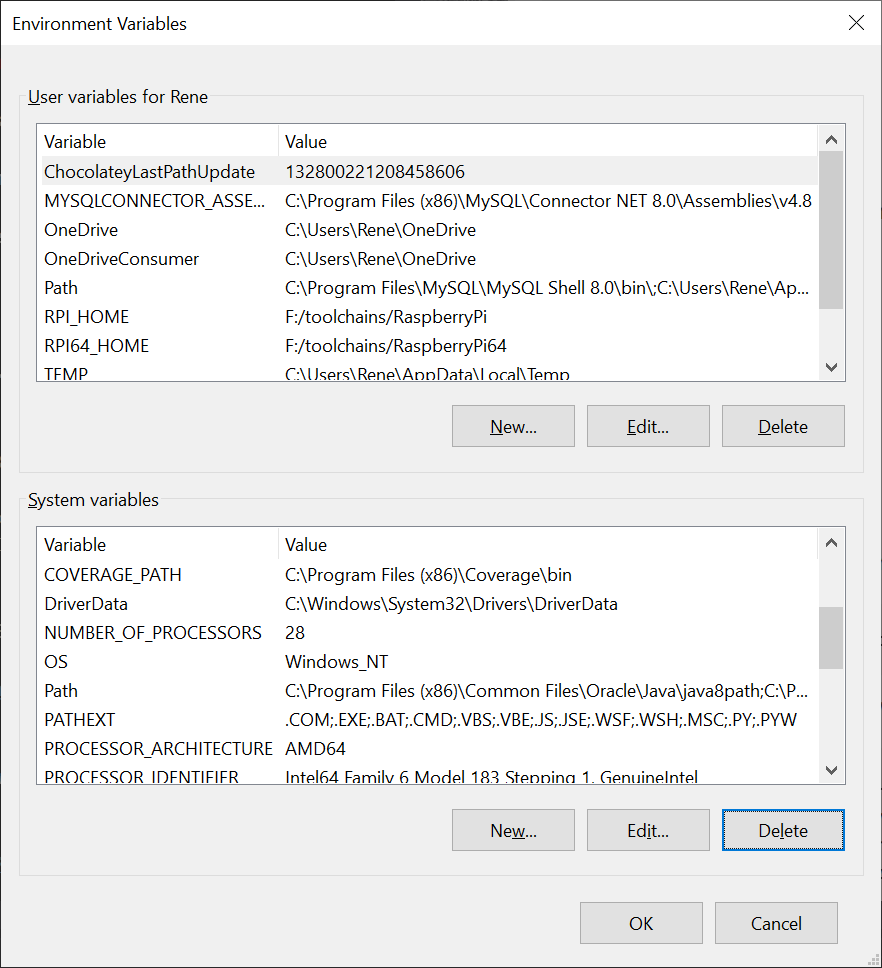 Environment Variables
User variables for Rene
Variable Value
ChocolateyLastPathUpdate 132800221208458606
MYSQLCONNECTOR_ASSE... C:\Program Files (x86)\MySQL\Connector NET 8.0\Assemblies\v4.8
OneDrive C:\Users\Rene\OneDrive
OneDriveConsumer C:\Users\Rene\OneDrive
Path C:\Program Files\MySQL\MySQL Shell 8.0\bin\;C:\Users\Rene\Ap...
RPI_HOME F:/toolchains/RaspberryPi
RPI64_HOME F:/toolchains/RaspberryPi64
TEMP C:\Users\Rene\AppData\Local\Temp
New... Edit... Delete
System variables
Variable Value
COVERAGE_PATH C:\Program Files (x86)\Coverage\bin
DriverData C:\Windows\System32\Drivers\DriverData
NUMBER_OF_PROCESSORS 28
OS Windows_NT
Path C:\Program Files (x86)\Common Files\Oracle\Java\java8path;C:\P...
PATHEXT .COM;.EXE;.BAT;.CMD;.VBS;.VBE;.JS;.JSE;.WSF;.WSH;.MSC;.PY;.PYW
PROCESSOR_ARCHITECTURE AMD64
PROCESSOR_IDENTIFIER Intel64 Family 6 Model 183 Stepping 1, GenuineIntel
New... Edit... Delete
OK Cancel